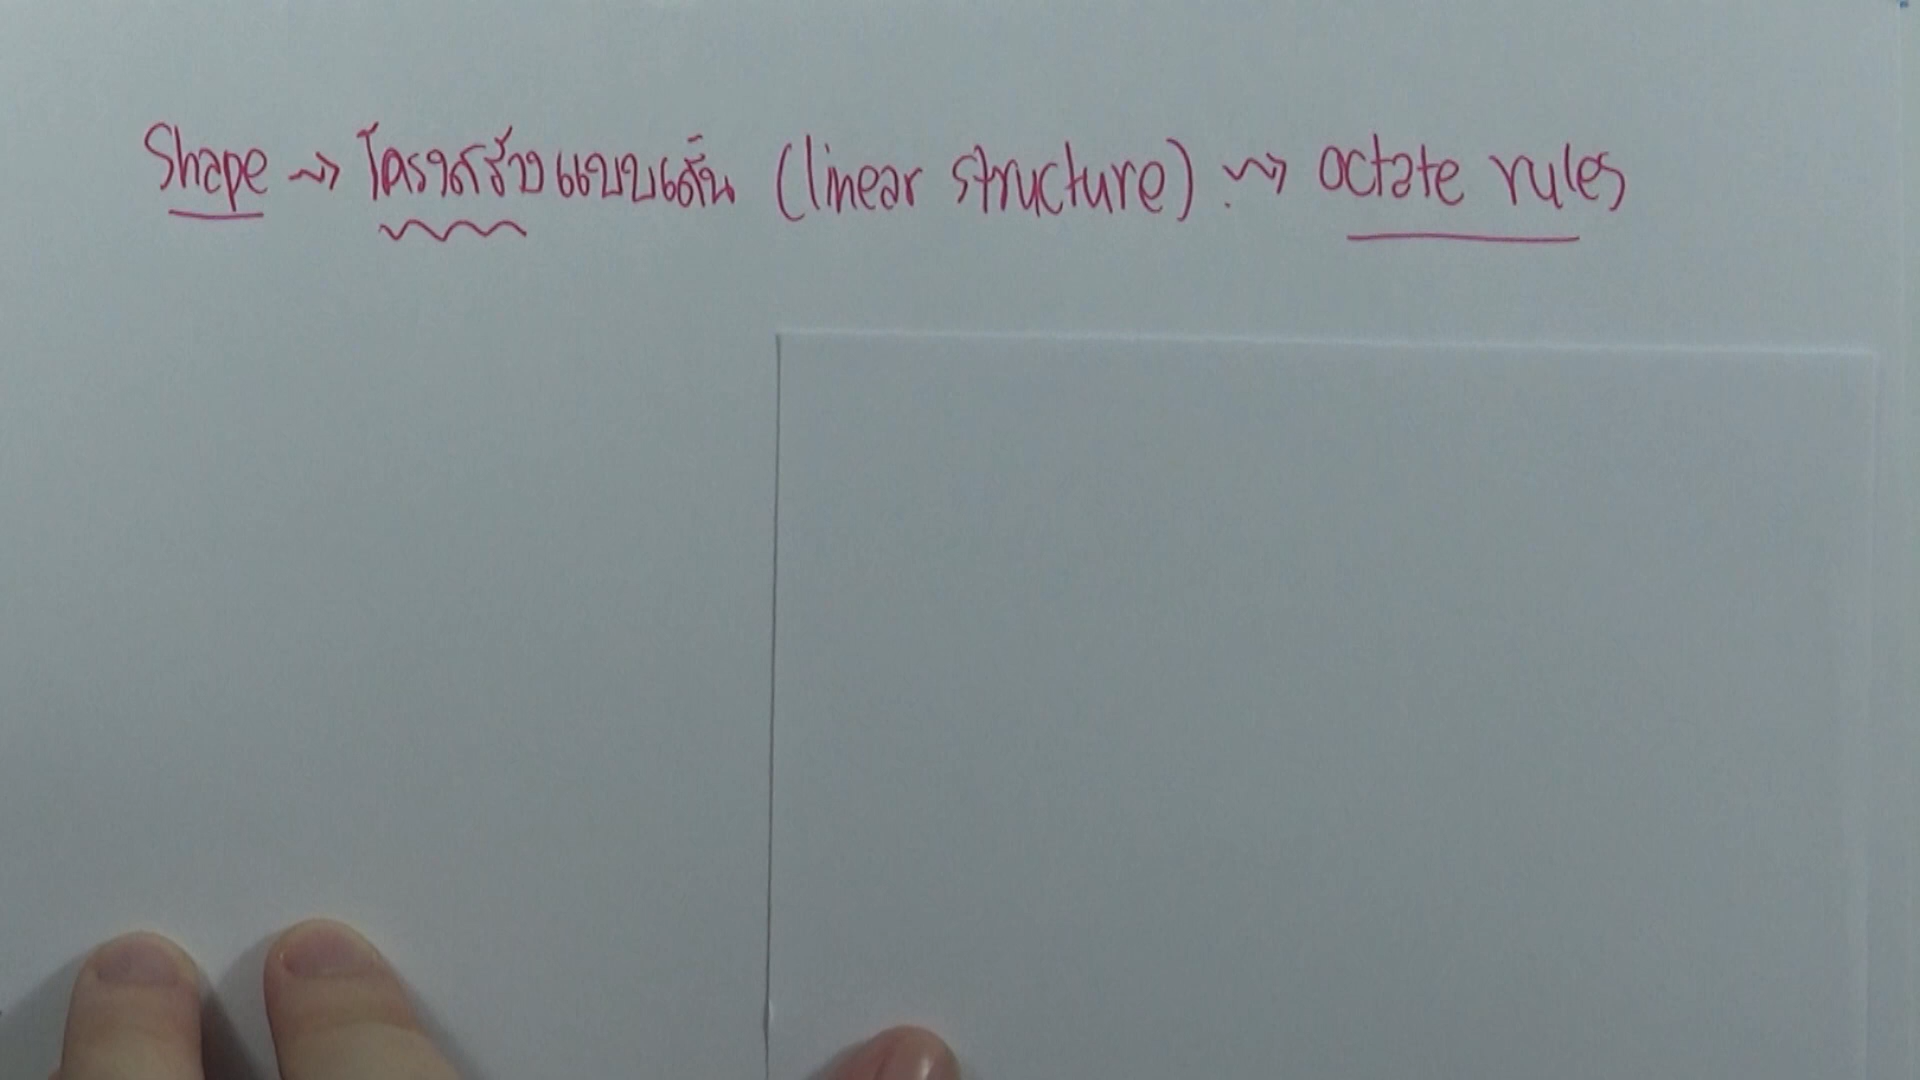 Shape ⇝ โครงสร้างแบบเส้น (linear structure) ⇝ octate rules